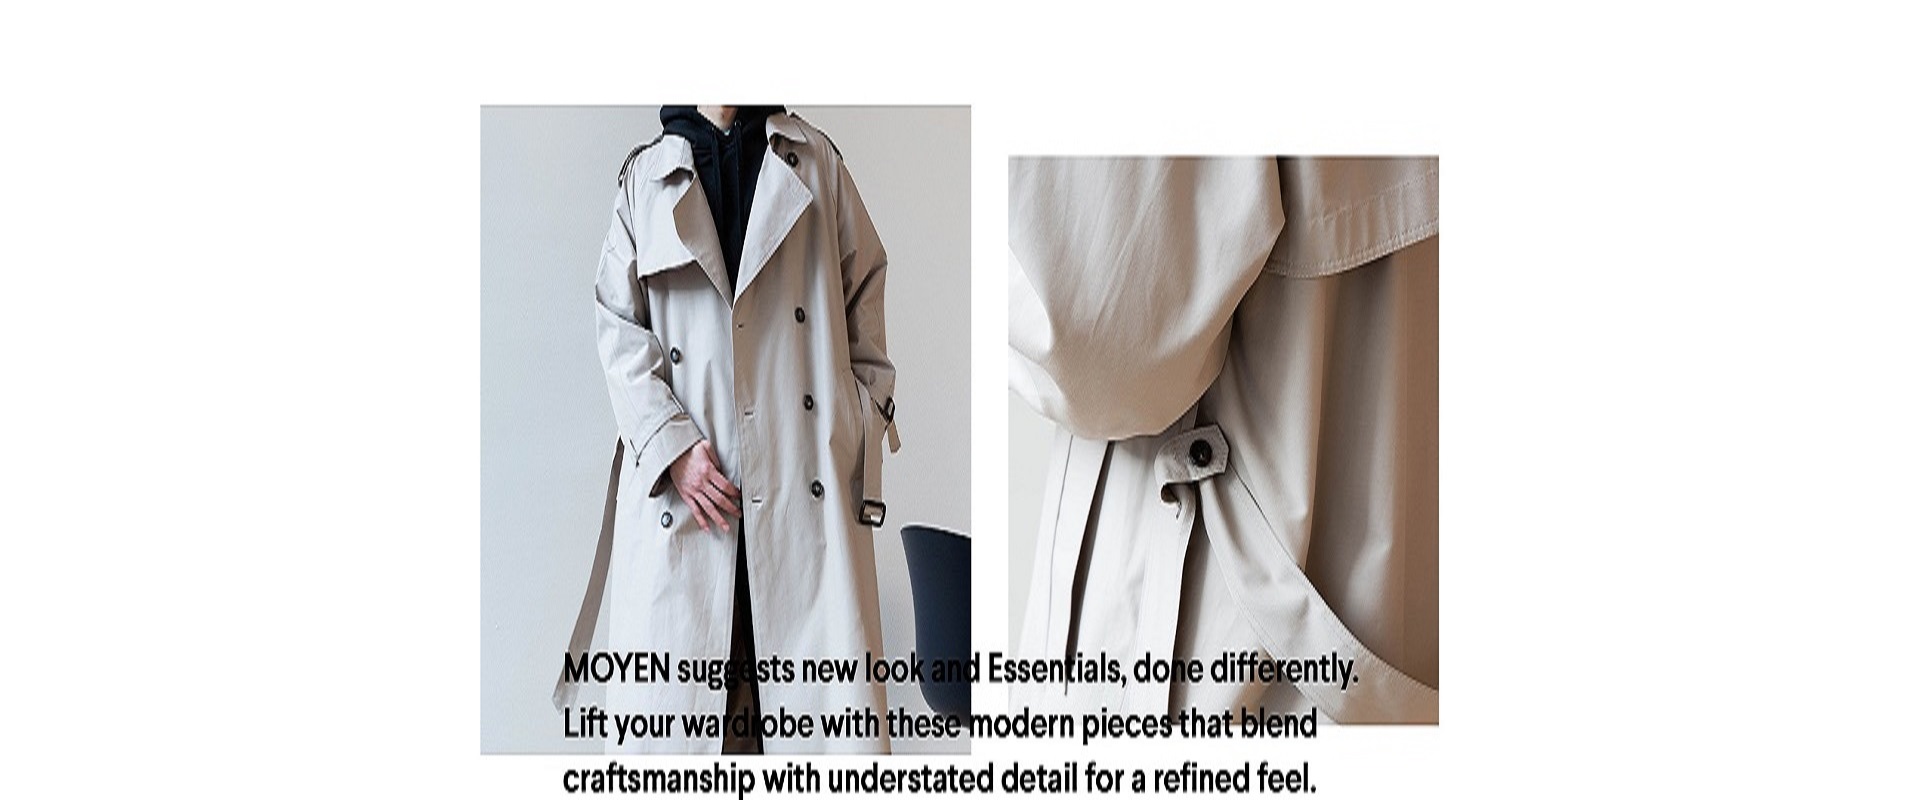 MOYEN suggests new look and Essentials, done differently.
Lift your wardrobe with these modern pieces that blend
craftsmanship with understated detail for a refined feel.